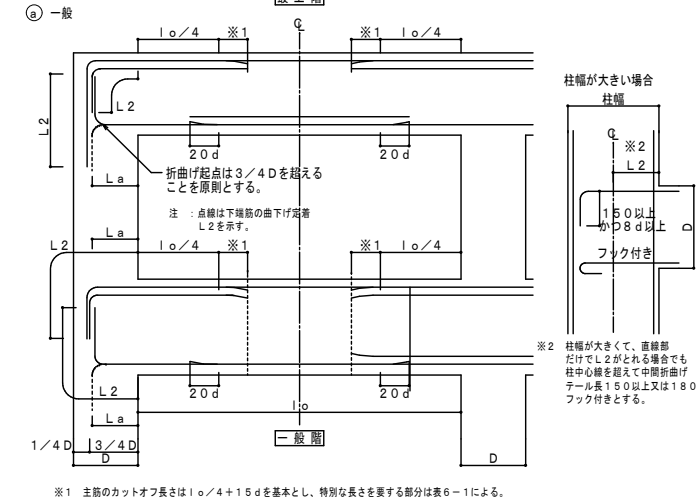 最上階
ⓐ 一般
℄
lo/4 ※1 ※1 lo/4
L2
L2
20d 20d
折曲げ起点は3/4Dを超える
ことを原則とする。
La
注 :点線は下端筋の曲下げ定着
L2を示す。
La
L2
lo/4 ※1 ※1 lo/4
L2
20d 20d
La
lo
1/4D 3/4D
D
一般階
D
柱幅が大きい場合
柱幅
℄
※2
L2
150以上
かつ8d以上
D
フック付き
※2 柱幅が大きくて、直線部
だけでL2がとれる場合でも
柱中心線を超えて中間折曲げ
テール長150以上又は180
フック付きとする。
※1 主筋のカットオフ長さはlo/4+15dを基本とし、特別な長さを要する部分は表6-1による。